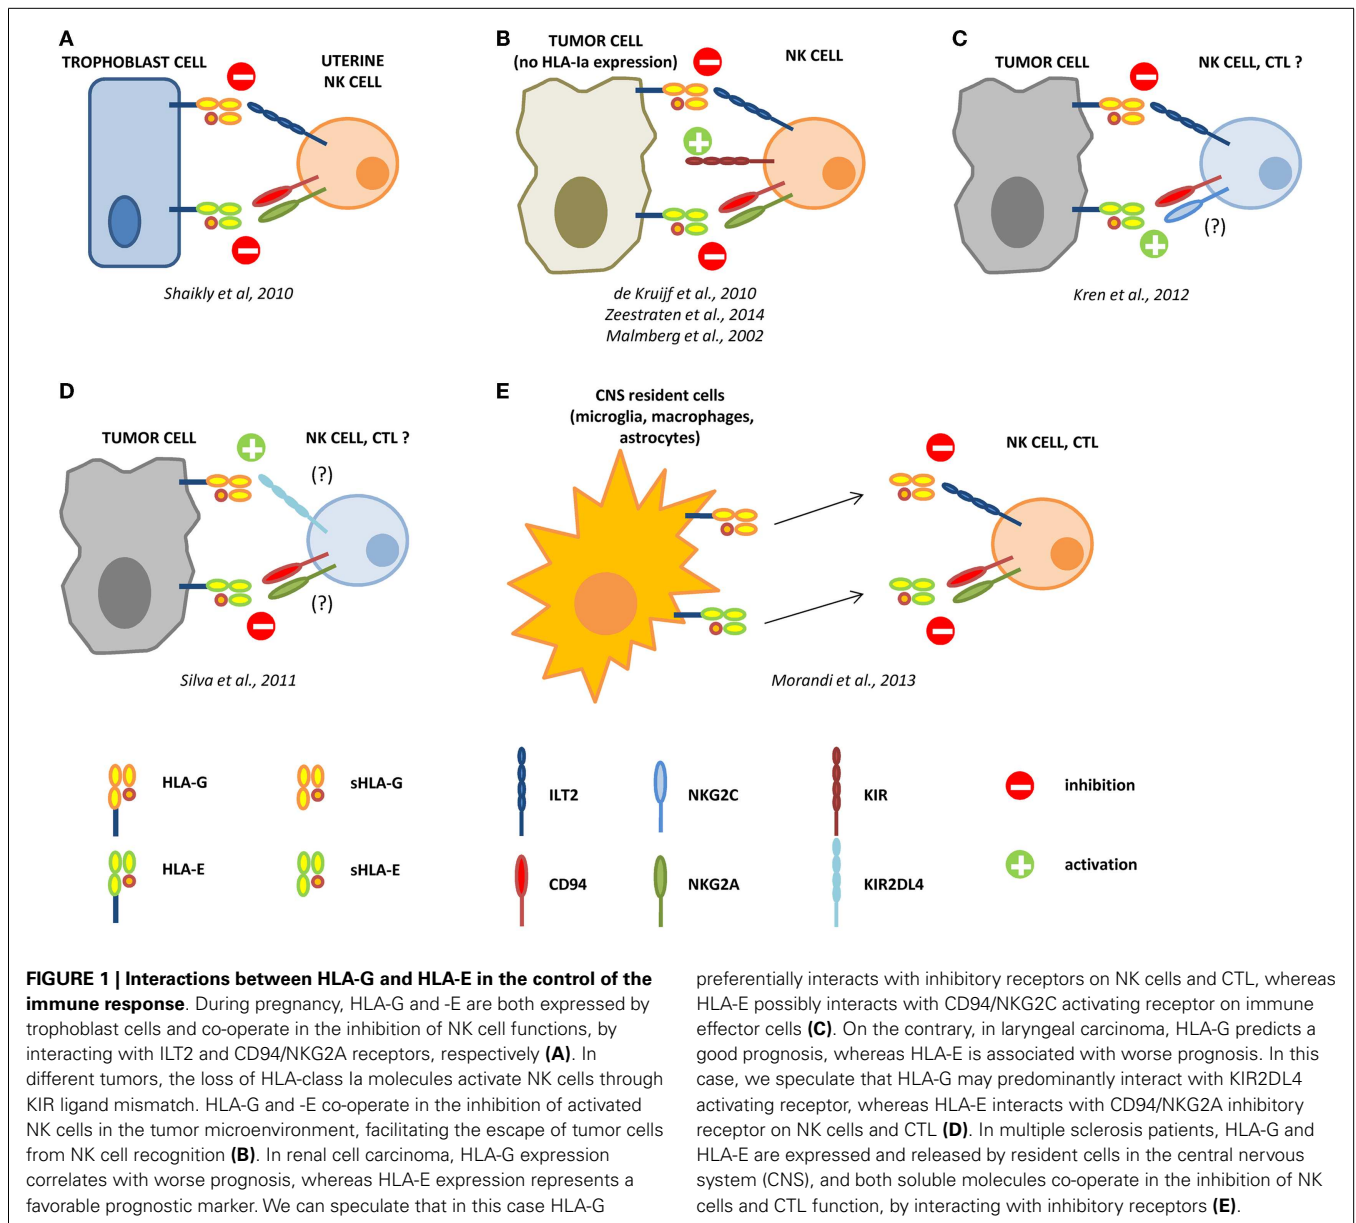 A
TROPHOBLAST CELL
UTERINE
NK CELL
Shaikly et al, 2010
B
TUMOR CELL
(no HLA-Ia expression)
NK CELL
de Kruijf et al., 2010
Zeestraten et al., 2014
Malmberg et al., 2002
C
TUMOR CELL
NK CELL, CTL ?
(?)
Kren et al., 2012
D
TUMOR CELL
NK CELL, CTL ?
(?)
(?)
Silva et al., 2011
E
CNS resident cells
(microglia, macrophages,
astrocytes)
NK CELL, CTL
Morandi et al., 2013
HLA-G
sHLA-G
ILT2
NKG2C
KIR
inhibition
HLA-E
sHLA-E
CD94
NKG2A
KIR2DL4
activation
FIGURE 1 | Interactions between HLA-G and HLA-E in the control of the
immune response. During pregnancy, HLA-G and -E are both expressed by
trophoblast cells and co-operate in the inhibition of NK cell functions, by
interacting with ILT2 and CD94/NKG2A receptors, respectively (A). In
different tumors, the loss of HLA-class Ia molecules activate NK cells through
KIR ligand mismatch. HLA-G and -E co-operate in the inhibition of activated
NK cells in the tumor microenvironment, facilitating the escape of tumor cells
from NK cell recognition (B). In renal cell carcinoma, HLA-G expression
correlates with worse prognosis, whereas HLA-E expression represents a
favorable prognostic marker. We can speculate that in this case HLA-G
preferentially interacts with inhibitory receptors on NK cells and CTL, whereas
HLA-E possibly interacts with CD94/NKG2C activating receptor on immune
effector cells (C). On the contrary, in laryngeal carcinoma, HLA-G predicts a
good prognosis, whereas HLA-E is associated with worse prognosis. In this
case, we speculate that HLA-G may predominantly interact with KIR2DL4
activating receptor, whereas HLA-E interacts with CD94/NKG2A inhibitory
receptor on NK cells and CTL (D). In multiple sclerosis patients, HLA-G and
HLA-E are expressed and released by resident cells in the central nervous
system (CNS), and both soluble molecules co-operate in the inhibition of NK
cells and CTL function, by interacting with inhibitory receptors (E).